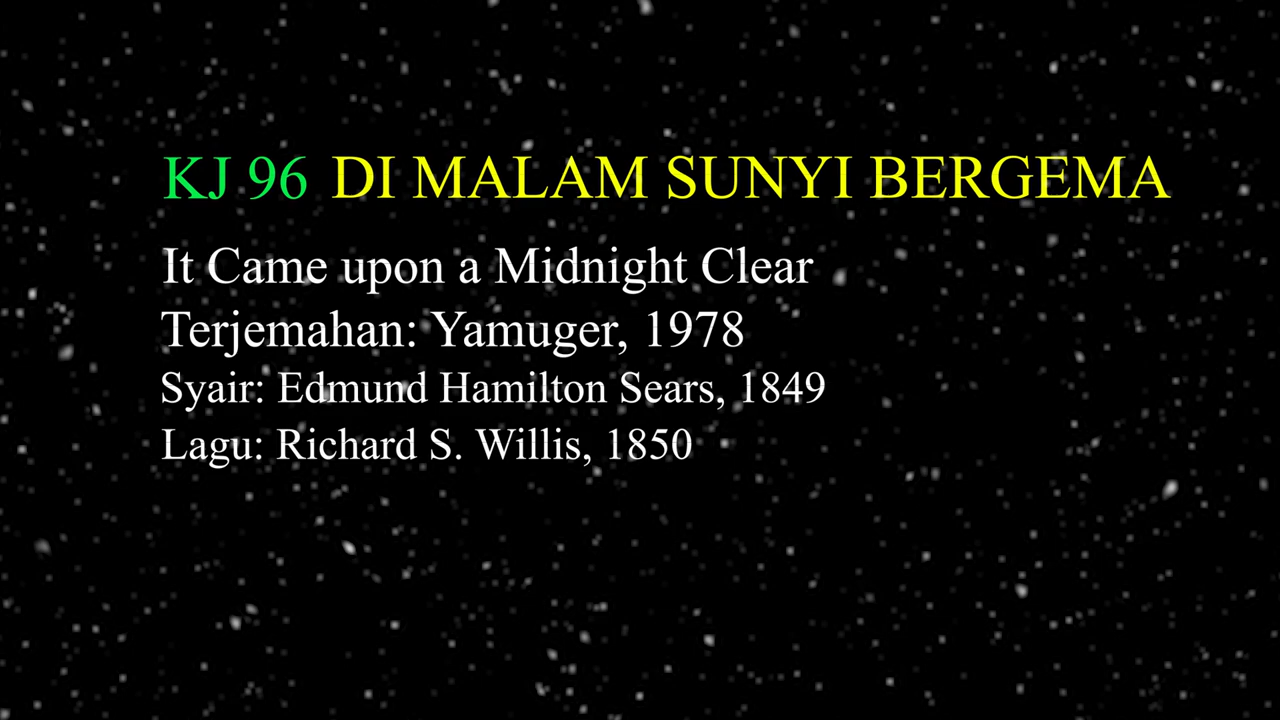 KJ 96 DI MALAM SUNYI BERGEMA
It Came upon a Midnight Clear
Terjemahan: Yamuger, 1978
Syair: Edmund Hamilton Sears, 1849
Lagu: Richard S. Willis, 1850